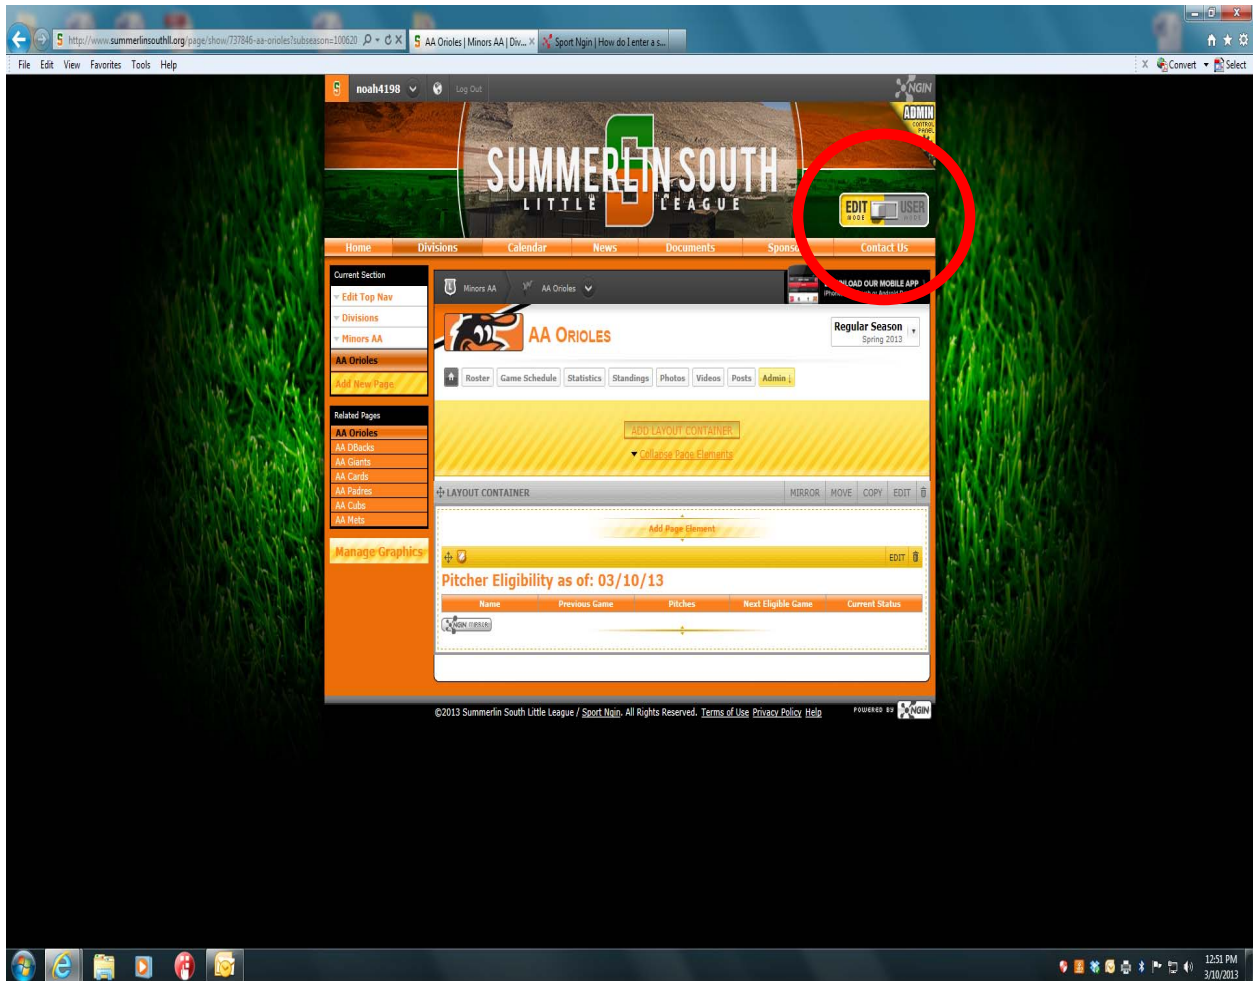 http://www.summerlinsouthll.org/page/show/737846-aa-orioles?subseason=100620
AA Orioles | Minors AA | Div...
Sport Ngin | How do I enter a s...
File Edit View Favorites Tools Help
Convert Select
noah4198 Log Out
NGIN
ADMIN
CONTROL
PANEL
SUMMERLIN SOUTH
LITTLE LEAGUE
EDIT MODE USER MODE
Home Divisions Calendar News Documents Contact Us
Current Section
Edit Top Nav
Divisions
Minors AA
AA Orioles
Add New Page
Related Pages
AA Orioles
AA DBacks
AA Giants
AA Cards
AA Padres
AA Cubs
AA Mets
Manage Graphics
Minors AA AA Orioles
OUR MOBILE APP
AA ORIOLES
Regular Season
Spring 2013
Roster Game Schedule Statistics Standings Photos Videos Posts Admin
ADD LAYOUT CONTAINER
Collapse Page Elements
LAYOUT CONTAINER MIRROR MOVE COPY EDIT
Add Page Element
EDIT
Pitcher Eligibility as of: 03/10/13
Name Previous Game Pitches Next Eligible Game Current Status
NGIN MIRROR
©2013 Summerlin South Little League / Sport Ngin. All Rights Reserved. Terms of Use Privacy Policy Help
POWERED BY NGIN
12:51 PM
3/10/2013